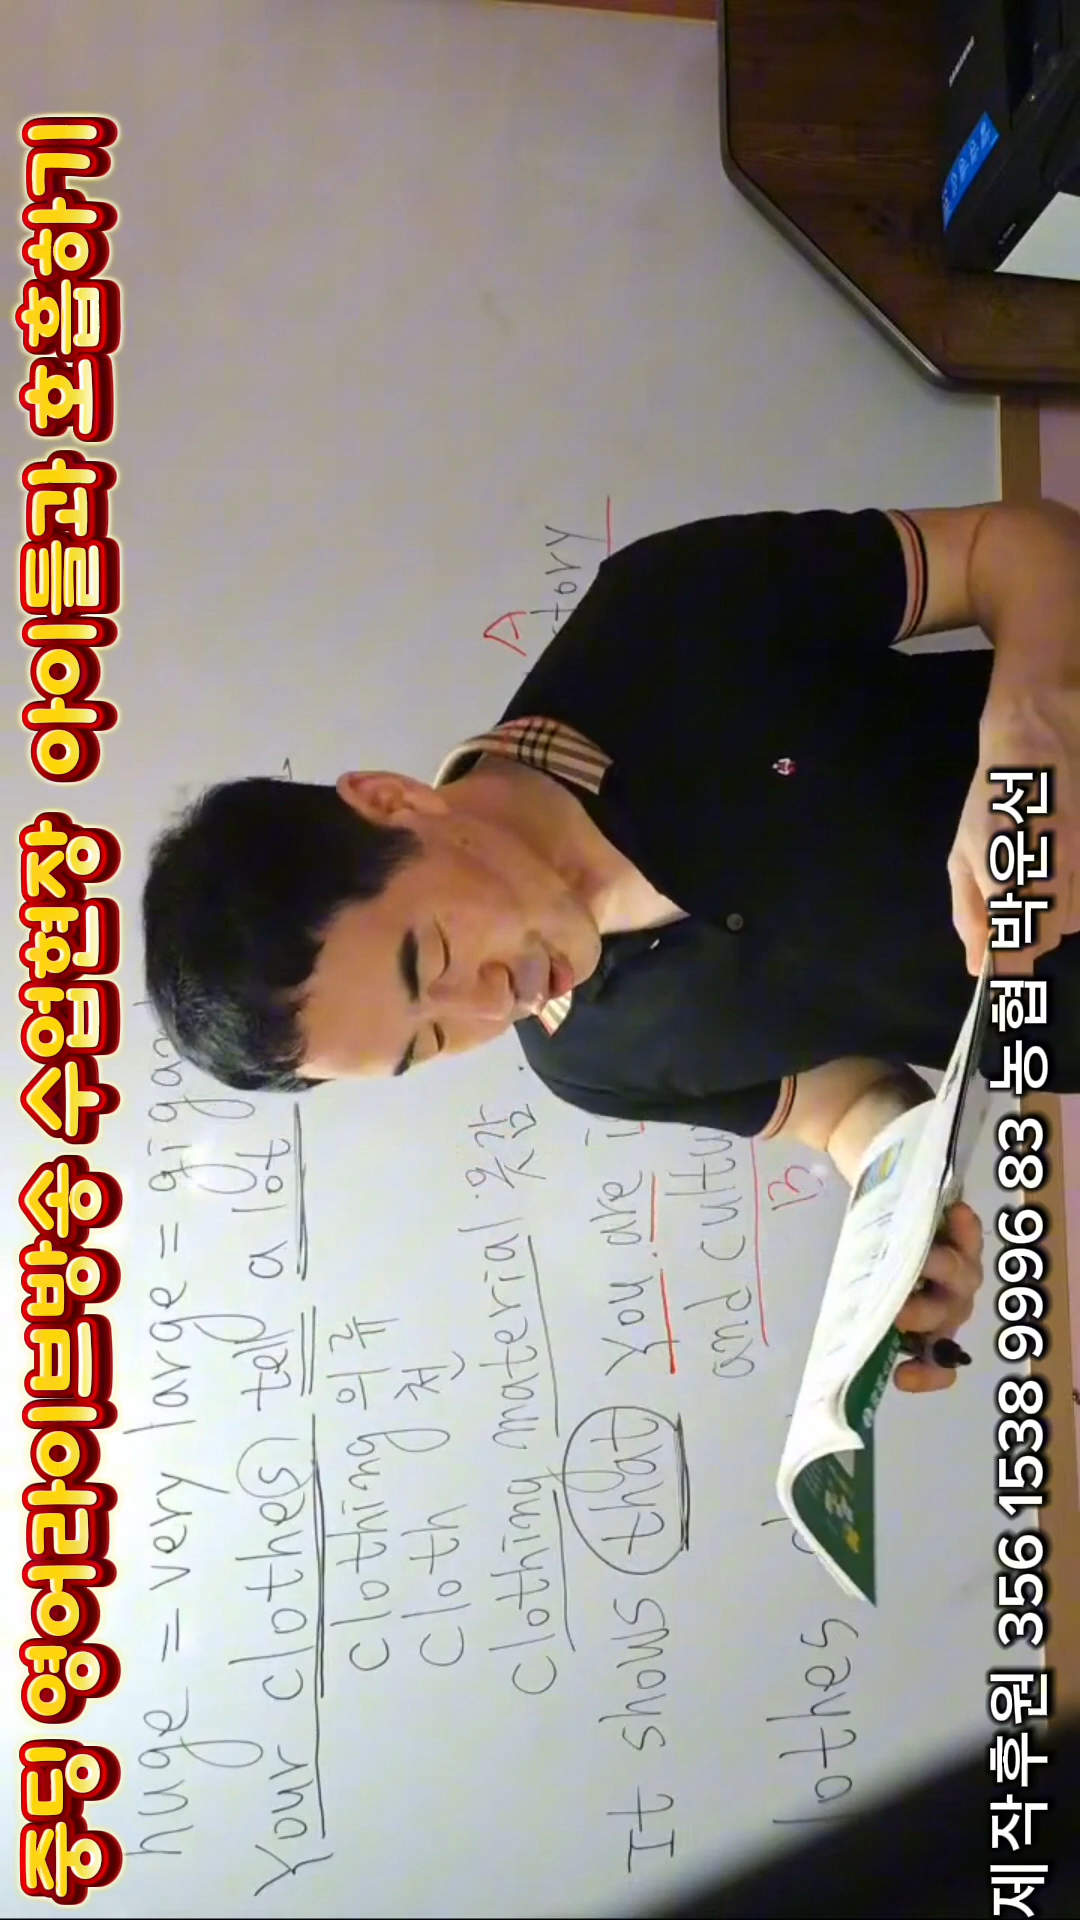 중딩 영어라이브방송 수업현장 아이들과 호흡하기
huge = very large = giga
Your clothes tell a lot
clothing 의류
cloth 천
clothing material 옷감
A
story
It shows that you are i
and cultu
B
lothes
SAMSUNG
제작후원 356 1538 9996 83 농협 박운선